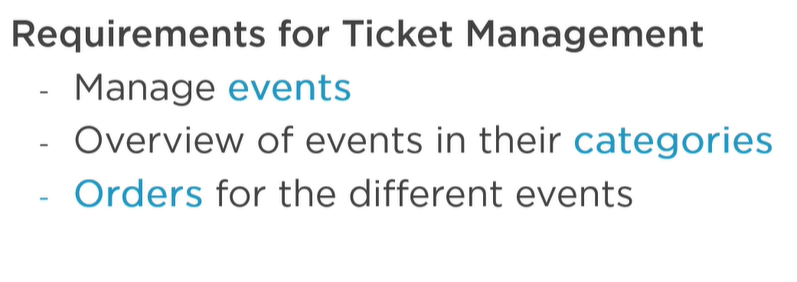 Requirements for Ticket Management
- Manage events
- Overview of events in their categories
- Orders for the different events